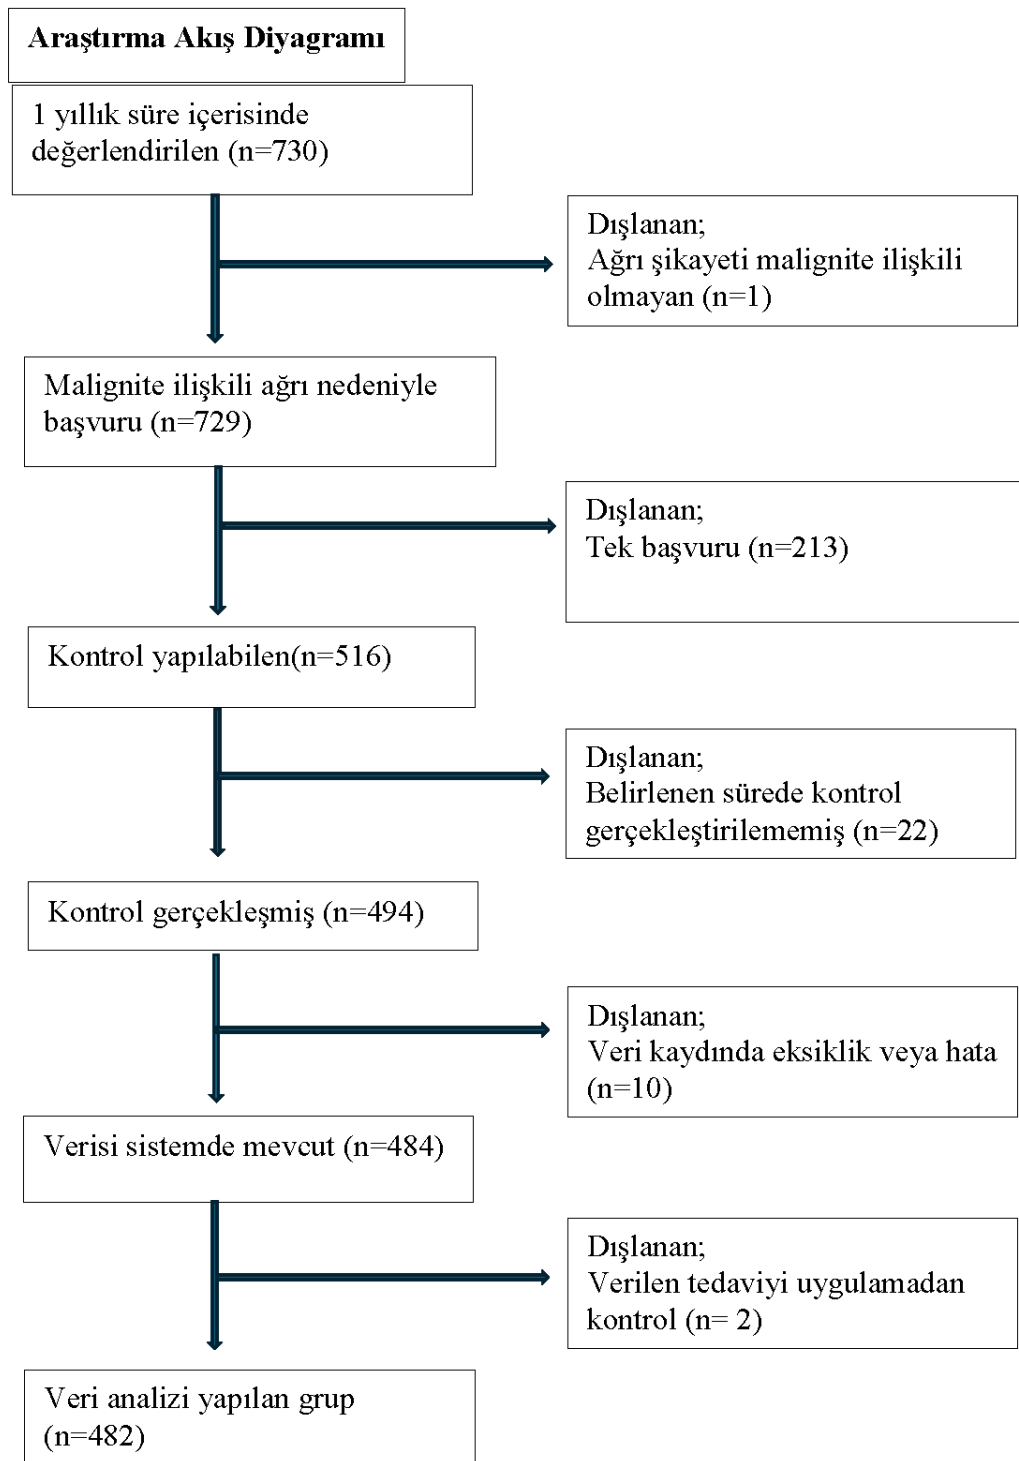 Araştırma Akış Diyagramı
1 yıllık süre içerisinde
değerlendirilen (n=730)
Dışlanan;
Ağrı şikayeti malignite ilişkili
olmayan (n=1)
Malignite ilişkili ağrı nedeniyle
başvuru (n=729)
Dışlanan;
Tek başvuru (n=213)
Kontrol yapılabilen(n=516)
Dışlanan;
Belirlenen sürede kontrol
gerçekleştirilememiş (n=22)
Kontrol gerçekleşmiş (n=494)
Dışlanan;
Veri kaydında eksiklik veya hata
(n=10)
Verisi sistemde mevcut (n=484)
Dışlanan;
Verilen tedaviyi uygulamadan
kontrol (n= 2)
Veri analizi yapılan grup
(n=482)